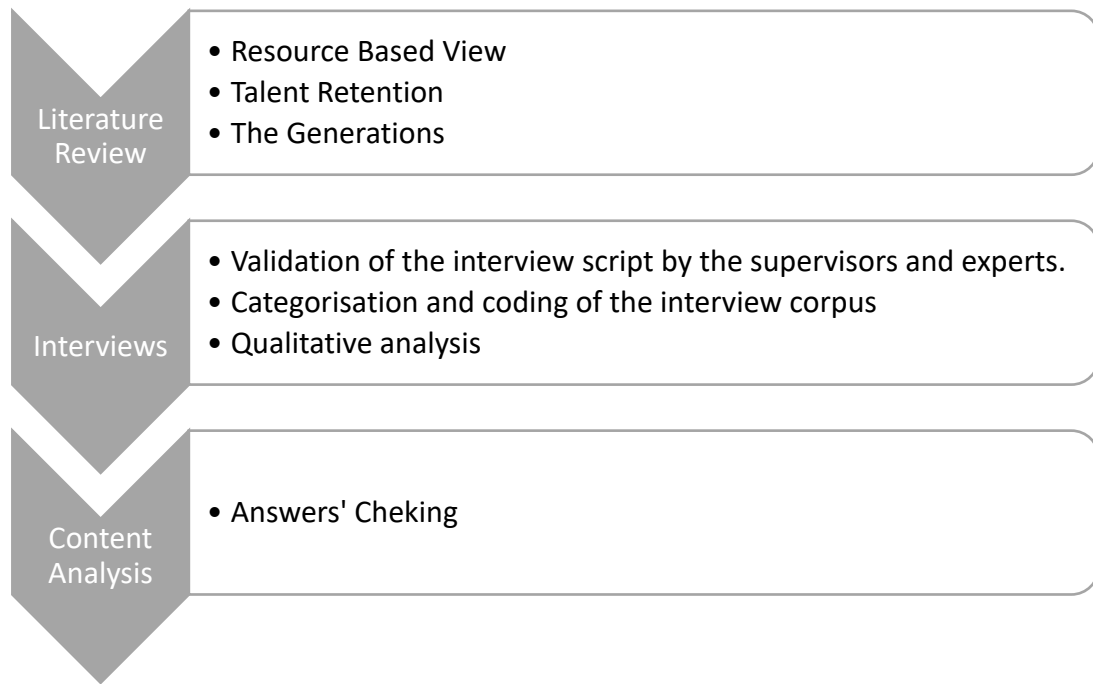 Literature
Review
• Resource Based View
• Talent Retention
• The Generations
Interviews
• Validation of the interview script by the supervisors and experts.
• Categorisation and coding of the interview corpus
• Qualitative analysis
Content
Analysis
• Answers' Cheking